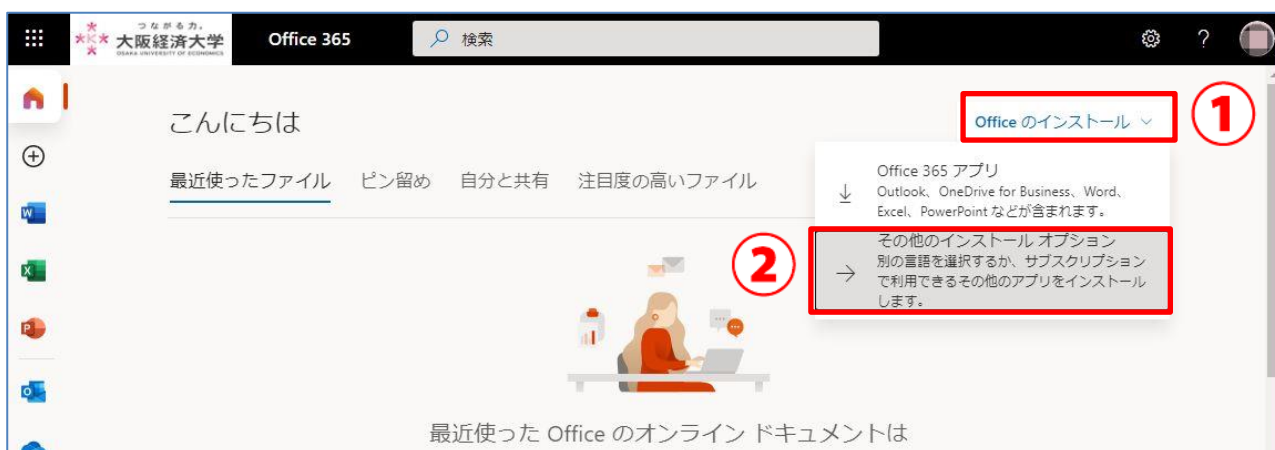 つながる力。
大阪経済大学
OSAKA UNIVERSITY OF ECONOMICS
Office 365
検索
?
①
こんにちは
Office のインストール
最近使ったファイル ピン留め 自分と共有 注目度の高いファイル
Office 365 アプリ
Outlook、OneDrive for Business、Word、
Excel、PowerPoint などが含まれます。
②
その他のインストール オプション
別の言語を選択するか、サブスクリプション
で利用できるその他のアプリをインストール
します。
最近使った Office のオンライン ドキュメントは